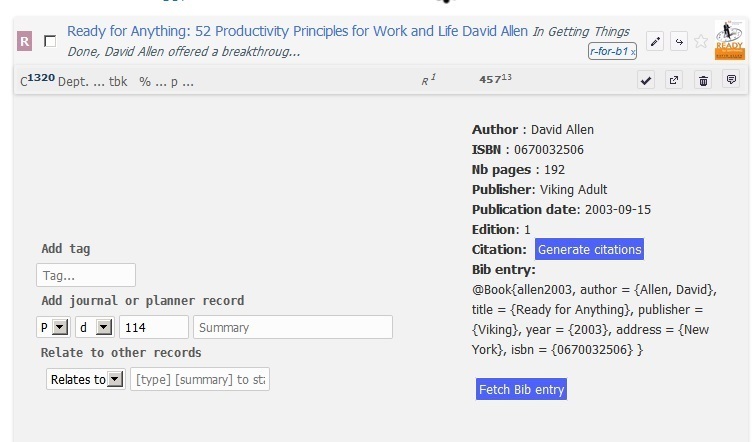 R Ready for Anything: 52 Productivity Principles for Work and Life David Allen In Getting Things
Done, David Allen offered a breakthroug...
r-for-b1 x
READY
C1320 Dept. ... tbk % ... p ... R 1 45713
Author : David Allen
ISBN : 0670032506
Nb pages : 192
Publisher: Viking Adult
Publication date: 2003-09-15
Edition: 1
Citation: Generate citations
Bib entry:
@Book{allen2003, author = {Allen, David},
title = {Ready for Anything}, publisher =
{Viking}, year = {2003}, address = {New
York}, isbn = {0670032506} }
Fetch Bib entry
Add tag
Tag...
Add journal or planner record
P d 114 Summary
Relate to other records
Relates to [type] [summary] to sta